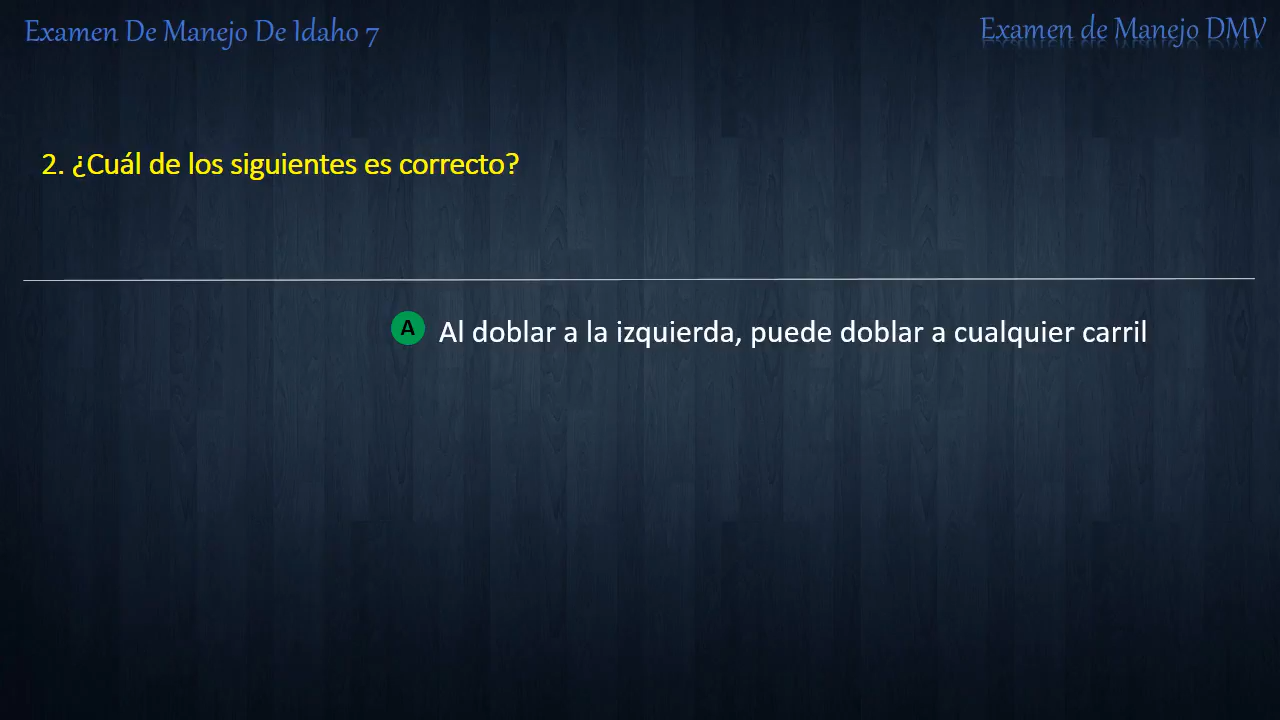 Examen De Manejo De Idaho 7
Examen de Manejo DMV
2. ¿Cuál de los siguientes es correcto?
A Al doblar a la izquierda, puede doblar a cualquier carril